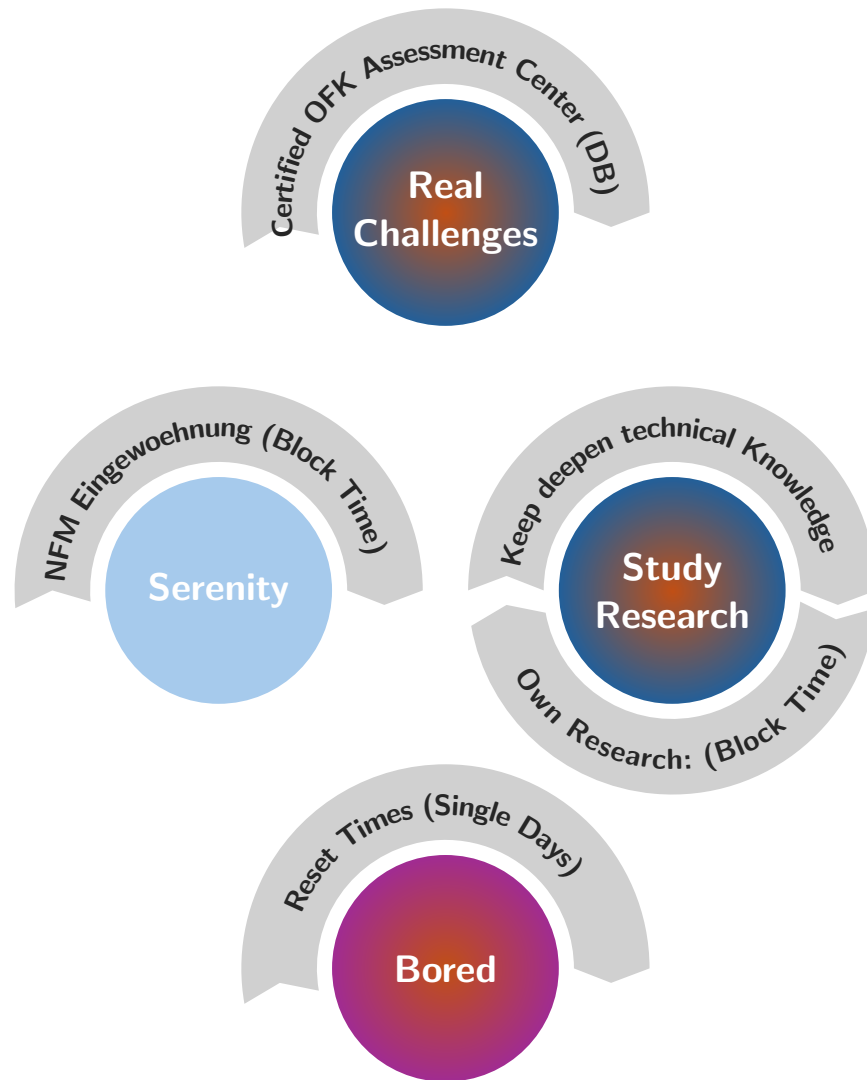 Certified OFK Assessment Center (DB)
Real
Challenges
NFM Eingewoehnung (Block Time)
Serenity
Keep deepen technical Knowledge
Study
Research
Own Research: (Block Time)
Reset Times (Single Days)
Bored